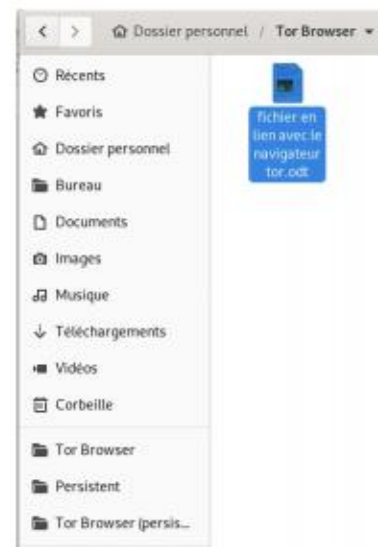 Dossier personnel / Tor Browser
Récents
Favoris
Dossier personnel
Bureau
Documents
Images
Musique
Téléchargements
Vidéos
Corbeille
Tor Browser
Persistent
Tor Browser (persis...
fichier en
lien avec le
navigateur
tor.odt